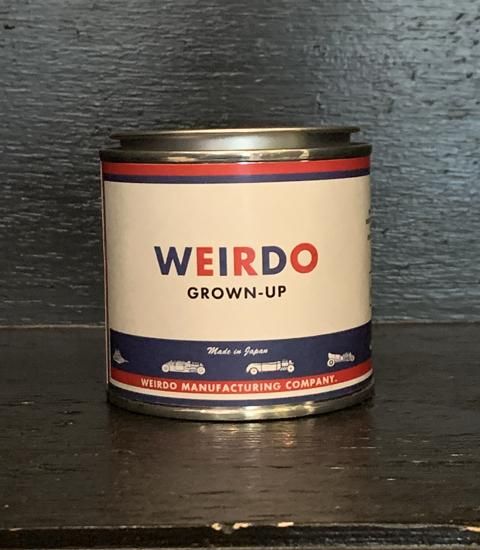 WEIRDO
GROWN-UP
Made in Japan
WEIRDO MANUFACTURING COMPANY.